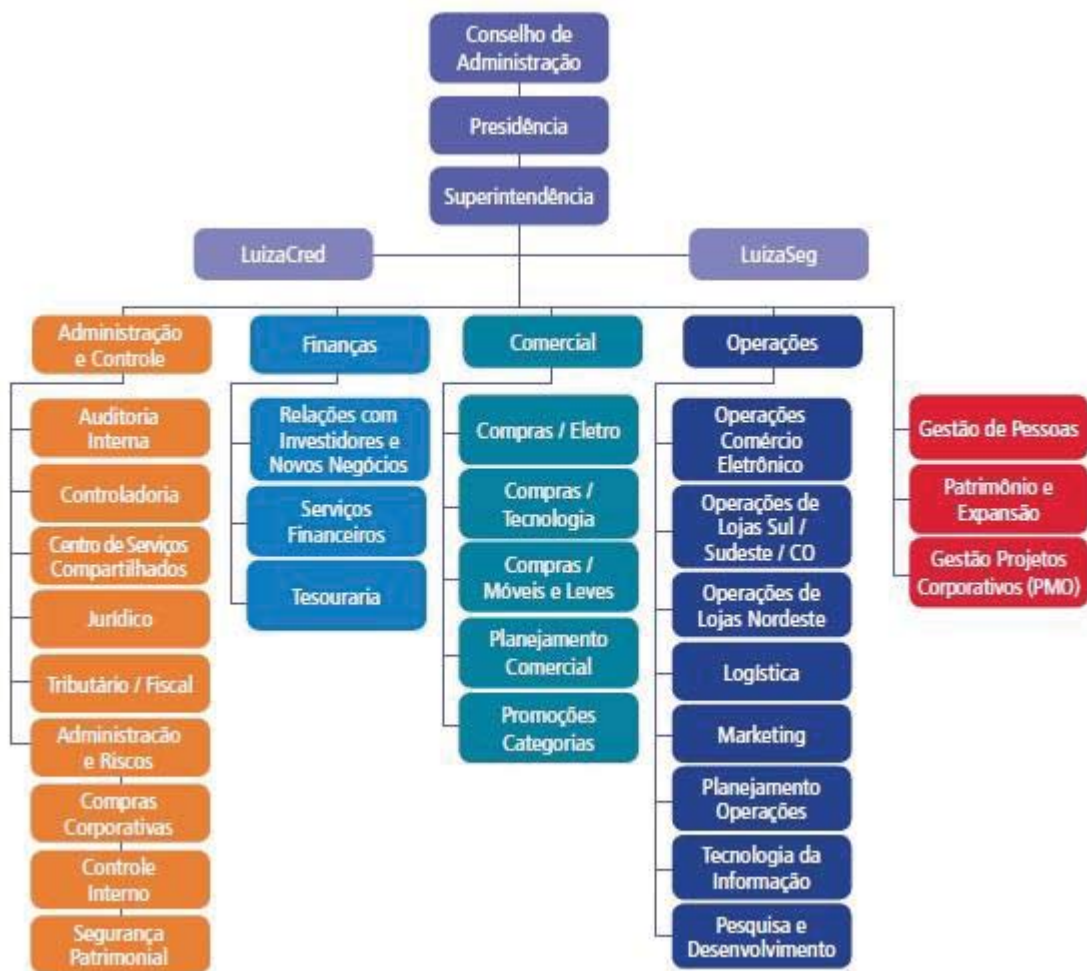 Conselho de
Administração
Presidência
Superintendência
LuizaCred
LuizaSeg
Administração
e Controle
Finanças
Comercial
Operações
Auditoria
Interna
Controladoria
Centro de Serviços
Compartilhados
Jurídico
Tributário / Fiscal
Administracão
e Riscos
Compras
Corporativas
Controle
Interno
Segurança
Patrimonial
Relações com
Investidores e
Novos Negócios
Serviços
Financeiros
Tesouraria
Compras / Eletro
Compras /
Tecnologia
Compras /
Móveis e Leves
Planejamento
Comercial
Promoções
Categorias
Operações
Comércio
Eletrônico
Operações de
Lojas Sul /
Sudeste / CO
Operações de
Lojas Nordeste
Logística
Marketing
Planejamento
Operações
Tecnologia da
Informação
Pesquisa e
Desenvolvimento
Gestão de Pessoas
Patrimônio e
Expansão
Gestão Projetos
Corporativos (PMO)